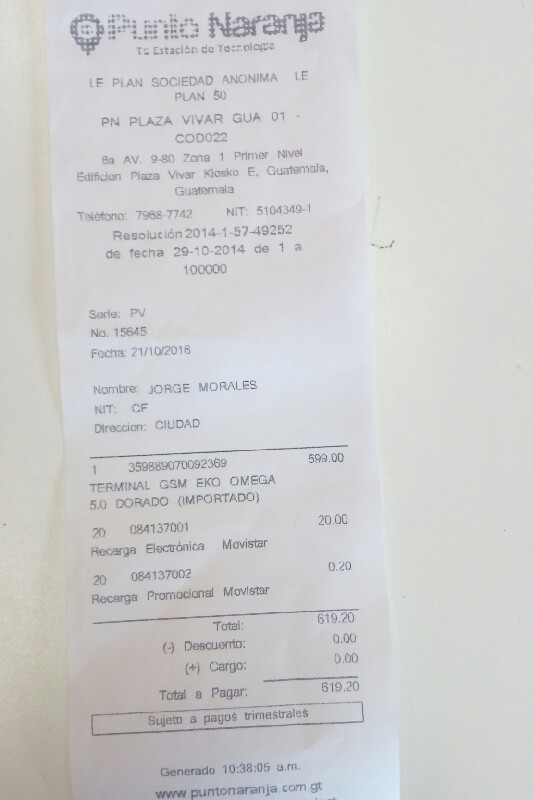 Punto Naranja
Tu Estación de Tecnología
LE PLAN SOCIEDAD ANONIMA LE
PLAN 50
PN PLAZA VIVAR GUA 01 -
COD022
6a AV. 9-80 Zona 1 Primer Nivel
Edificion Plaza Vivar Kiosko E, Guatemala,
Guatemala
Teléfono: 7968-7742 NIT: 5104349-1
Resolución 2014-1-57-49252
de fecha 29-10-2014 de 1 a
100000
Serie: PV
No. 15645
Fecha: 21/10/2016
Nombre: JORGE MORALES
NIT: CF
Direccion: CIUDAD
1 359889070092369 599.00
TERMINAL GSM EKO OMEGA
5.0 DORADO (IMPORTADO)
20 084137001 20.00
Recarga Electrónica Movistar
20 084137002 0.20
Recarga Promocional Movistar
Total: 619.20
(-) Descuento: 0.00
(+) Cargo: 0.00
Total a Pagar: 619.20
Sujeto a pagos trimestrales
Generado 10:38:05 a.m.
www.puntonaranja.com.gt